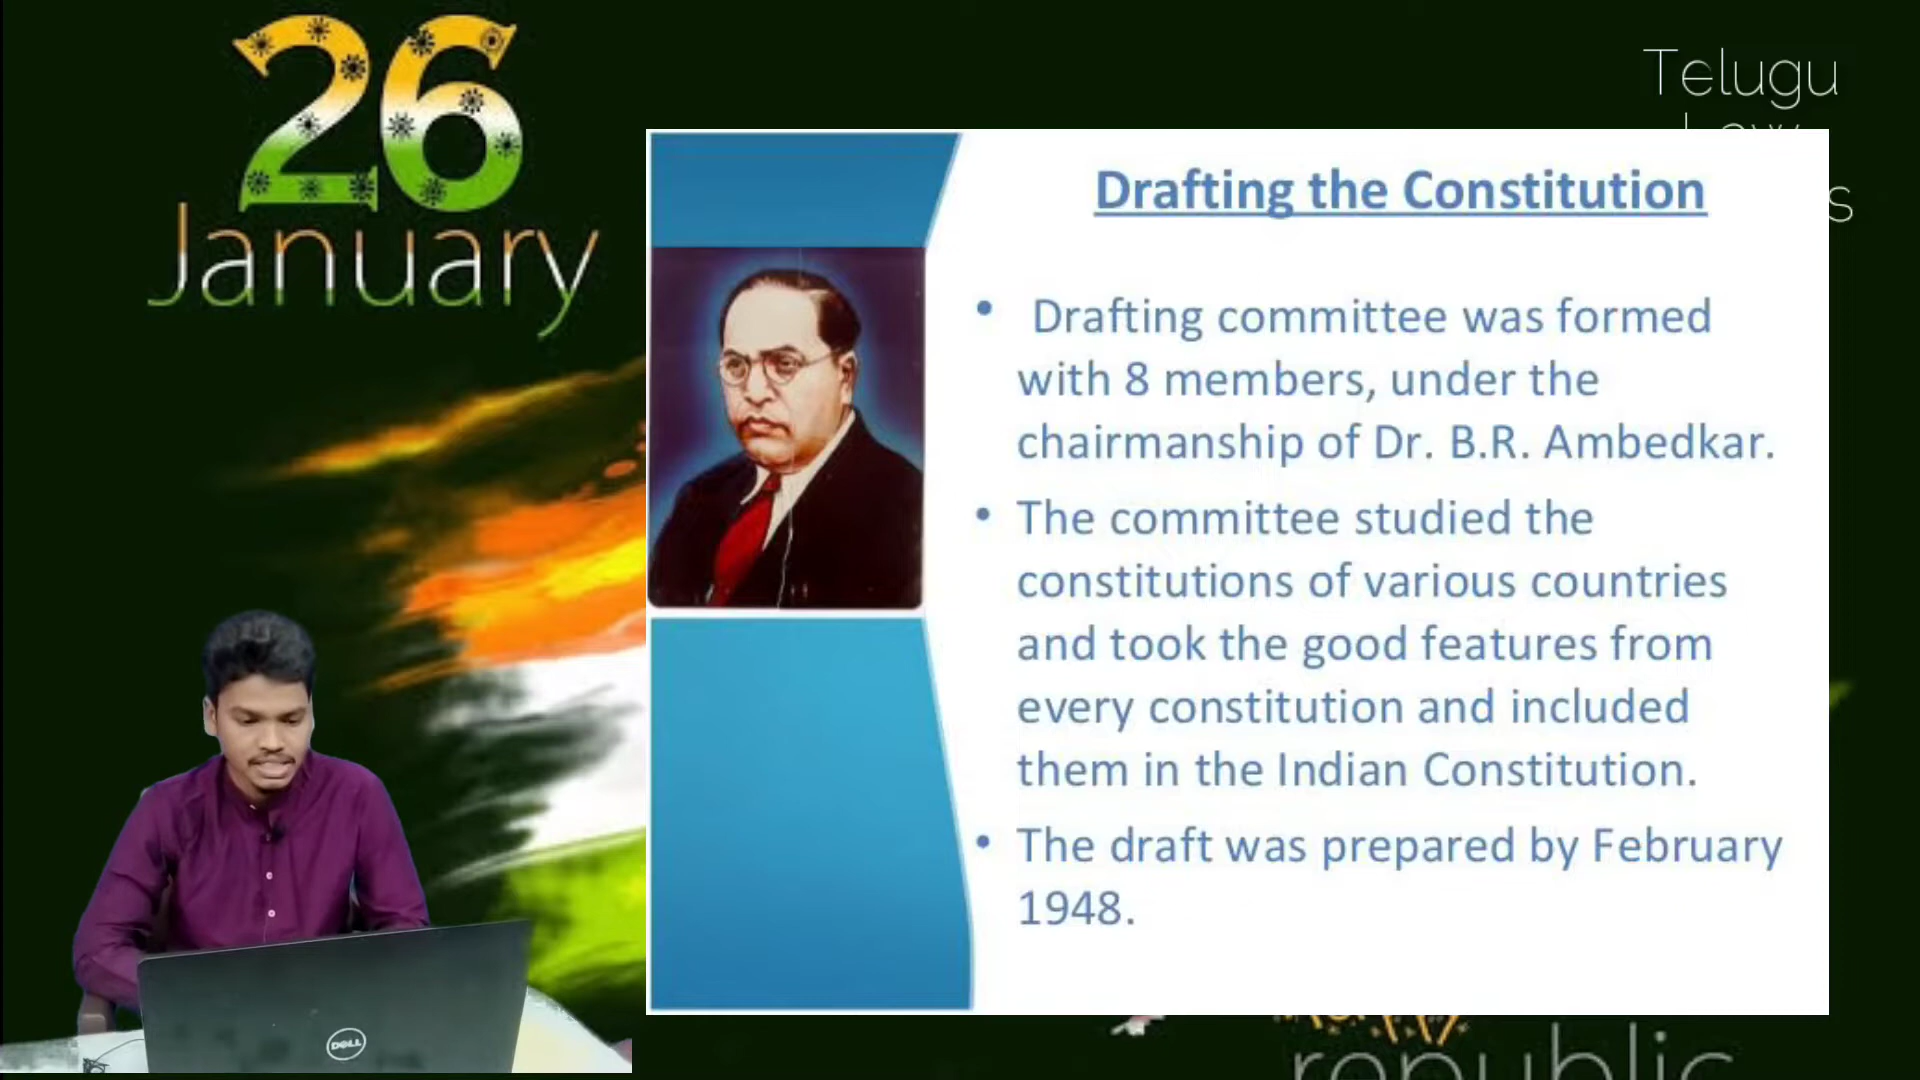 26
January
Telugu
Drafting the Constitution
• Drafting committee was formed
with 8 members, under the
chairmanship of Dr. B.R. Ambedkar.
• The committee studied the
constitutions of various countries
and took the good features from
every constitution and included
them in the Indian Constitution.
• The draft was prepared by February
1948.
DELL
republic